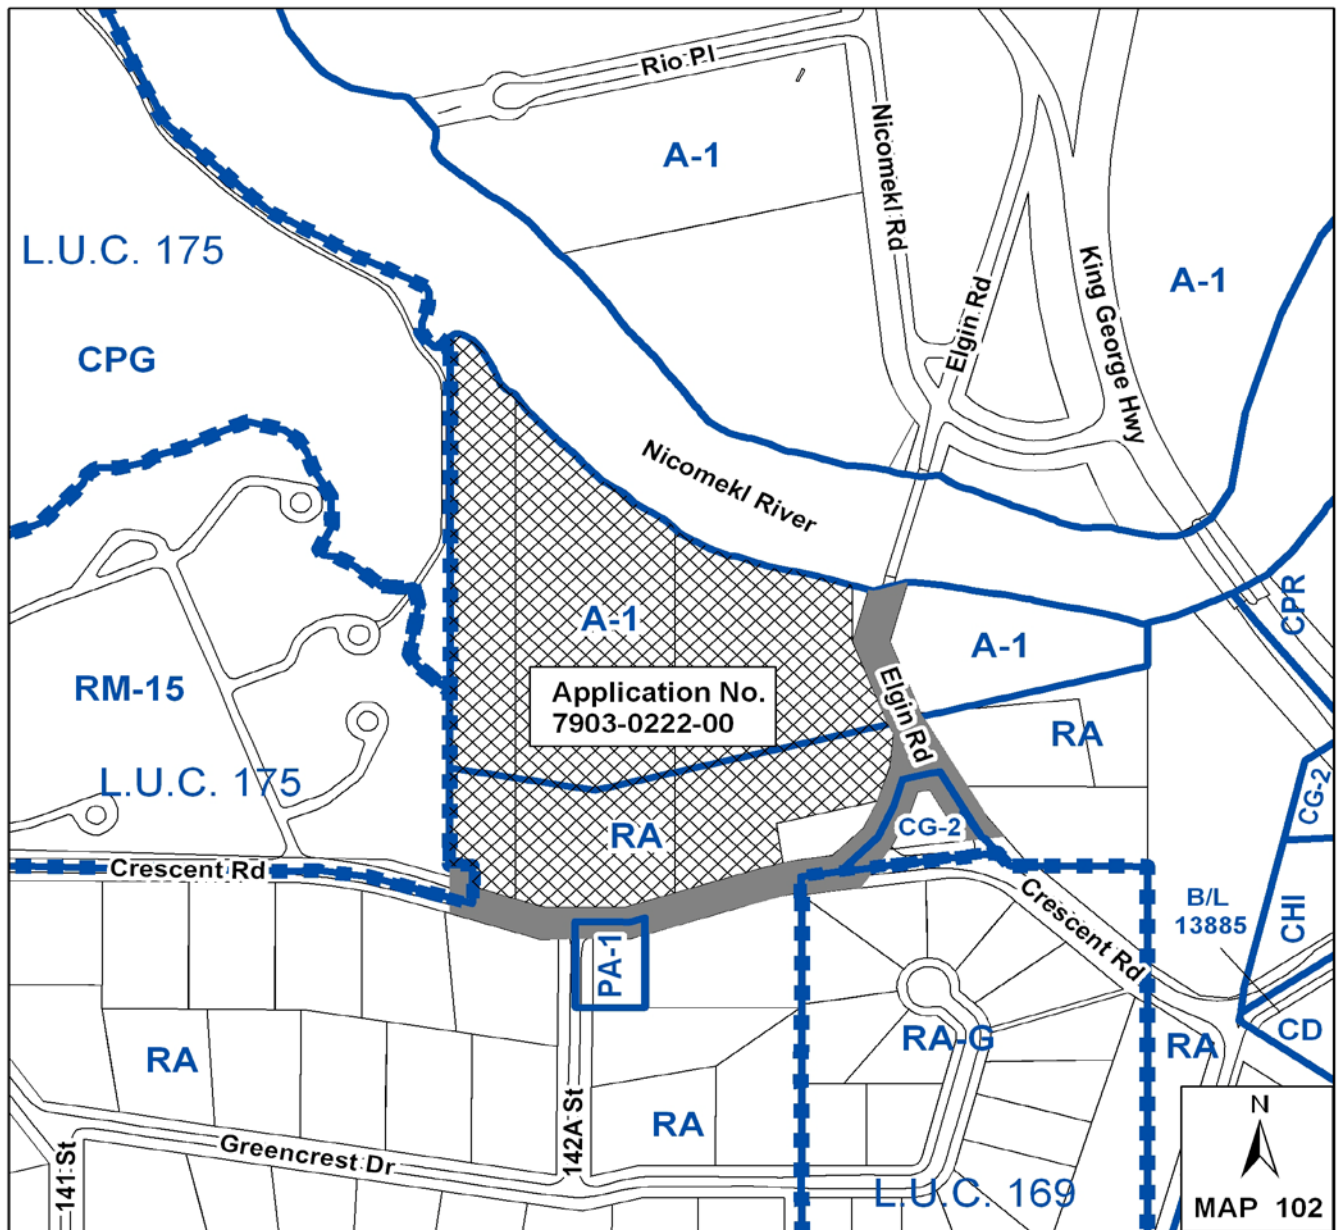 Rio Pl
A-1
Nicomekl Rd
L.U.C. 175
Elgin Rd
King George Hwy
A-1
CPG
Nicomekl River
A-1
CPR
A-1
RM-15
Application No.
7903-0222-00
Elgin Rd
RA
L.U.C. 175
CG-2
RA
CG-2
Crescent Rd
Crescent Rd
B/L
13885
CHI
PA-1
RA
RA-G
RA
CD
142A St
RA
Greencrest Dr
141 St
L.U.C. 169
N
MAP 102